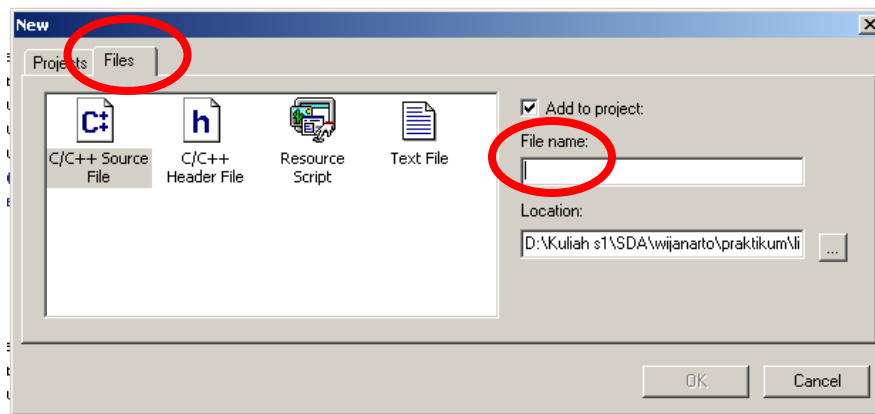 New
Projects Files
C/C++ Source
File
C/C++
Header File
Resource
Script
Text File
Add to project:
File name:
Location:
D:\Kuliah s1\SDA\wijanarto\praktikum\li
...
OK
Cancel